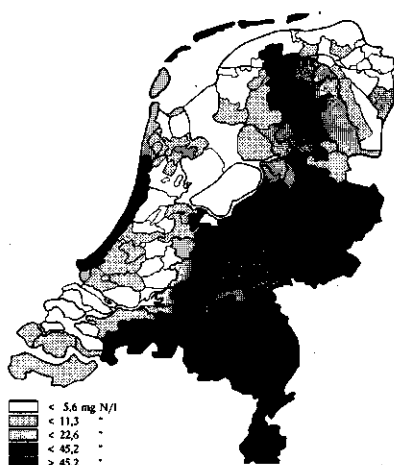 < 5,6 mg N/l
< 11,3 "
< 22,6 "
< 45,2 "
> 45,2 "